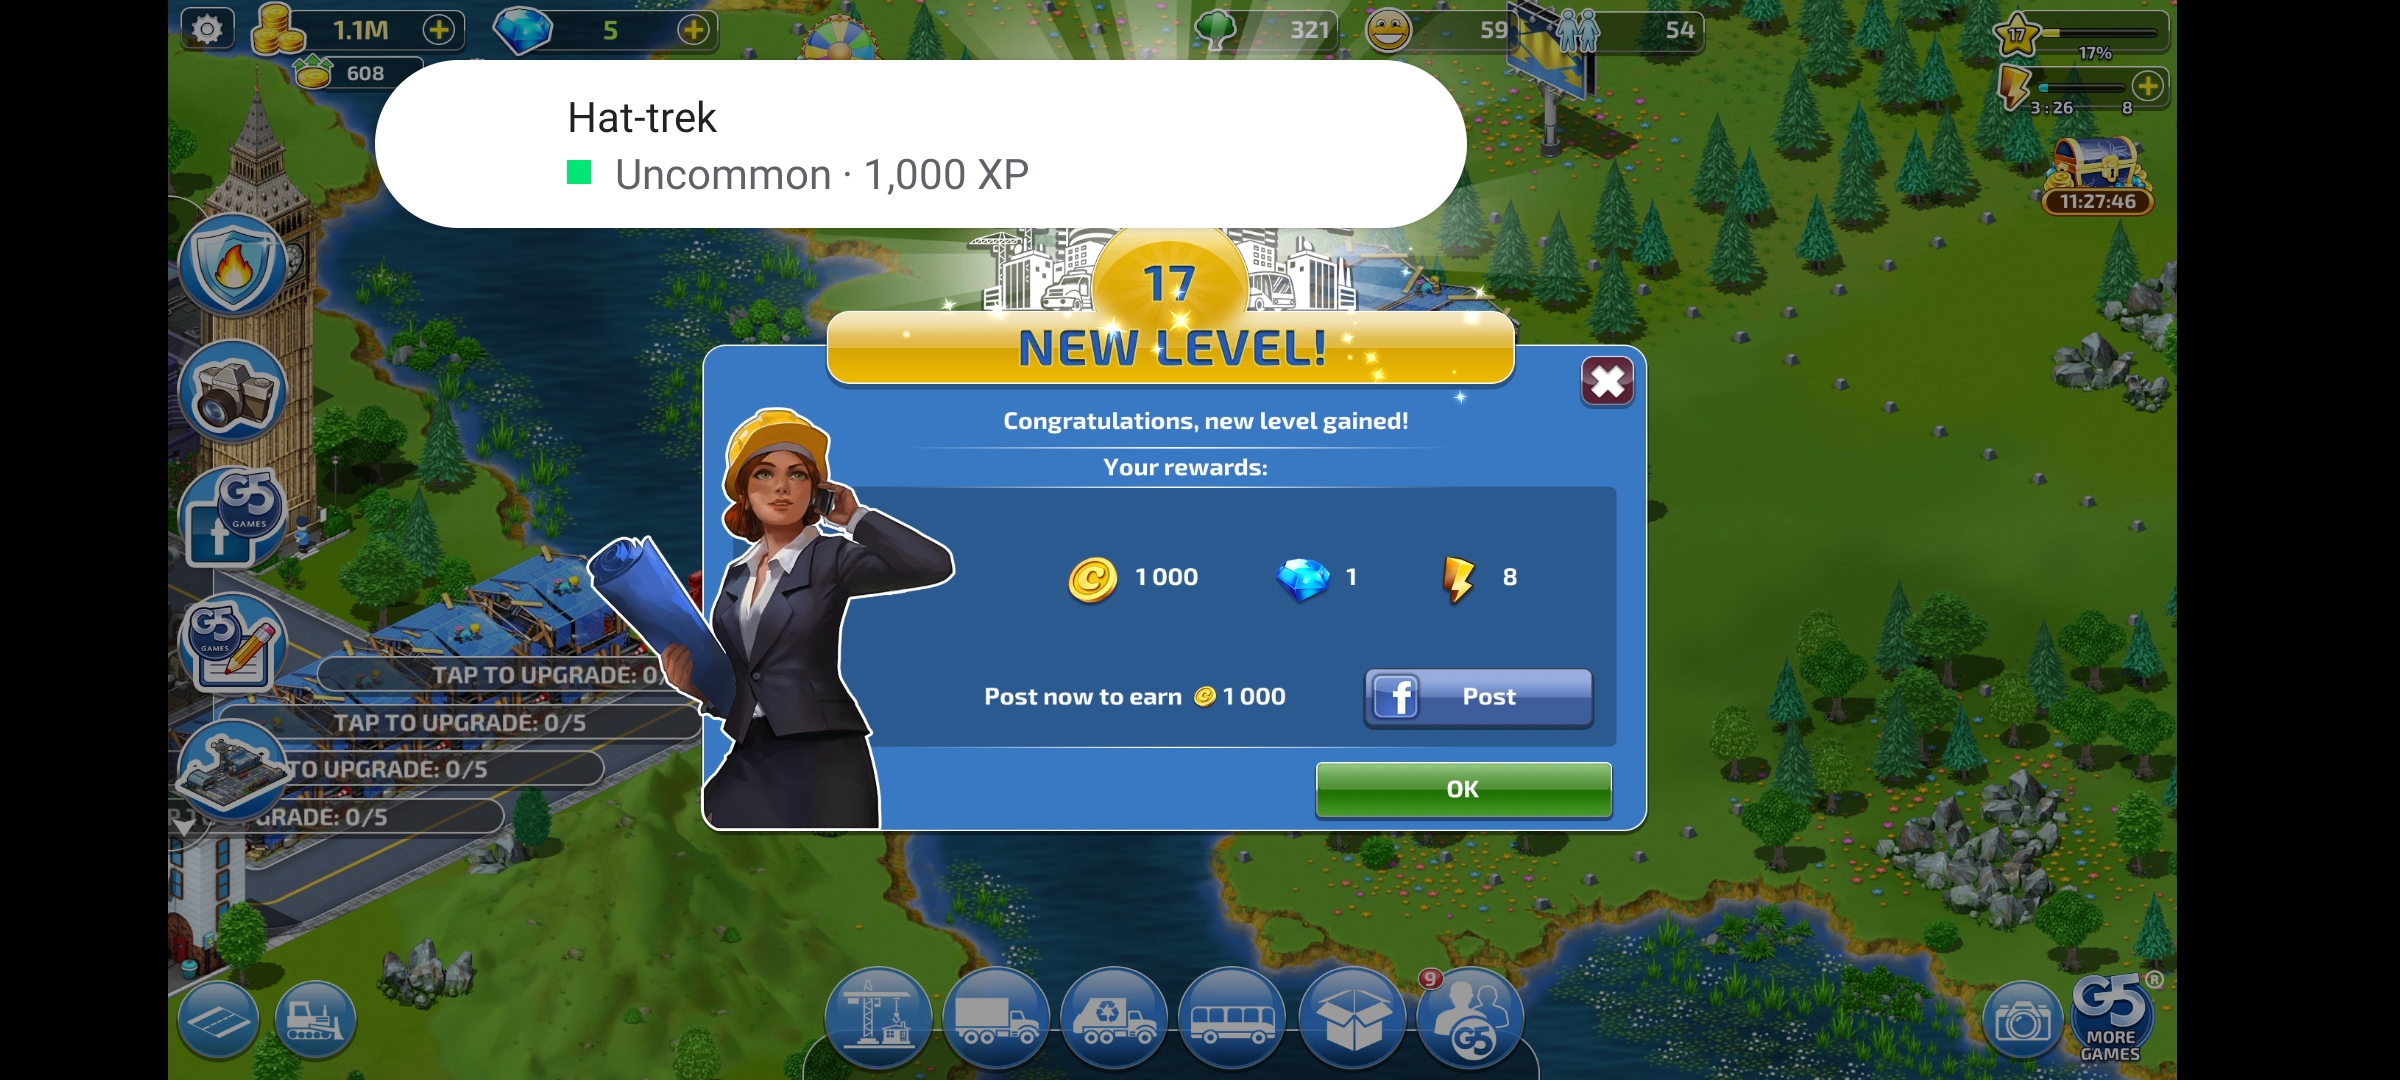 1.1M
5
321
59
54
17
17%
608
3:26
8
Hat-trek
Uncommon · 1,000 XP
11:27:46
17
NEW LEVEL!
Congratulations, new level gained!
Your rewards:
1 000
1
8
G5
GAMES
G5
GAMES
TAP TO UPGRADE: 0/
Post now to earn 1 000
Post
TAP TO UPGRADE: 0/5
TO UPGRADE: 0/5
GRADE: 0/5
OK
9
G5
G5
®
MORE
GAMES